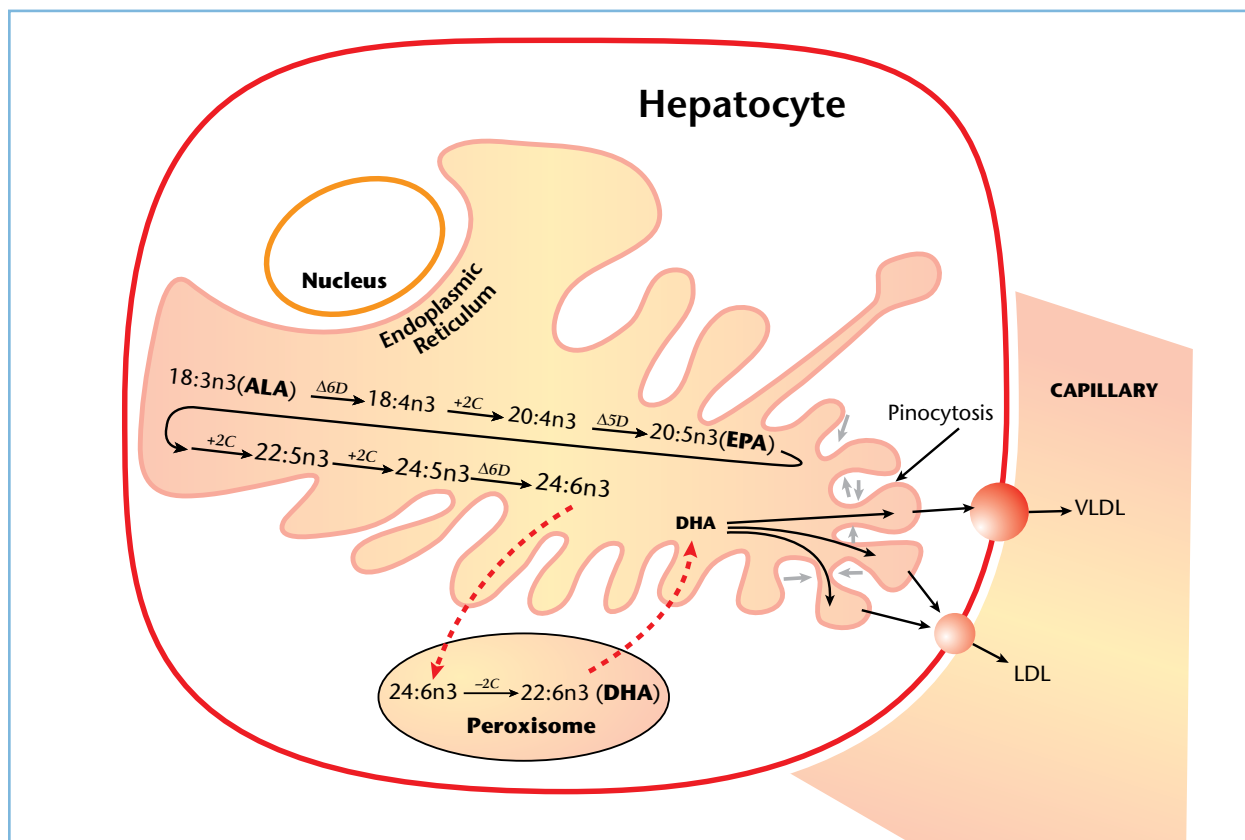 Hepatocyte
Nucleus
Endoplasmic
Reticulum
18:3n3(ALA) Δ6D 18:4n3 +2C 20:4n3 Δ5D 20:5n3(EPA)
+2C 22:5n3 +2C 24:5n3 Δ6D 24:6n3
DHA
24:6n3 –2C 22:6n3 (DHA)
Peroxisome
CAPILLARY
Pinocytosis
VLDL
LDL